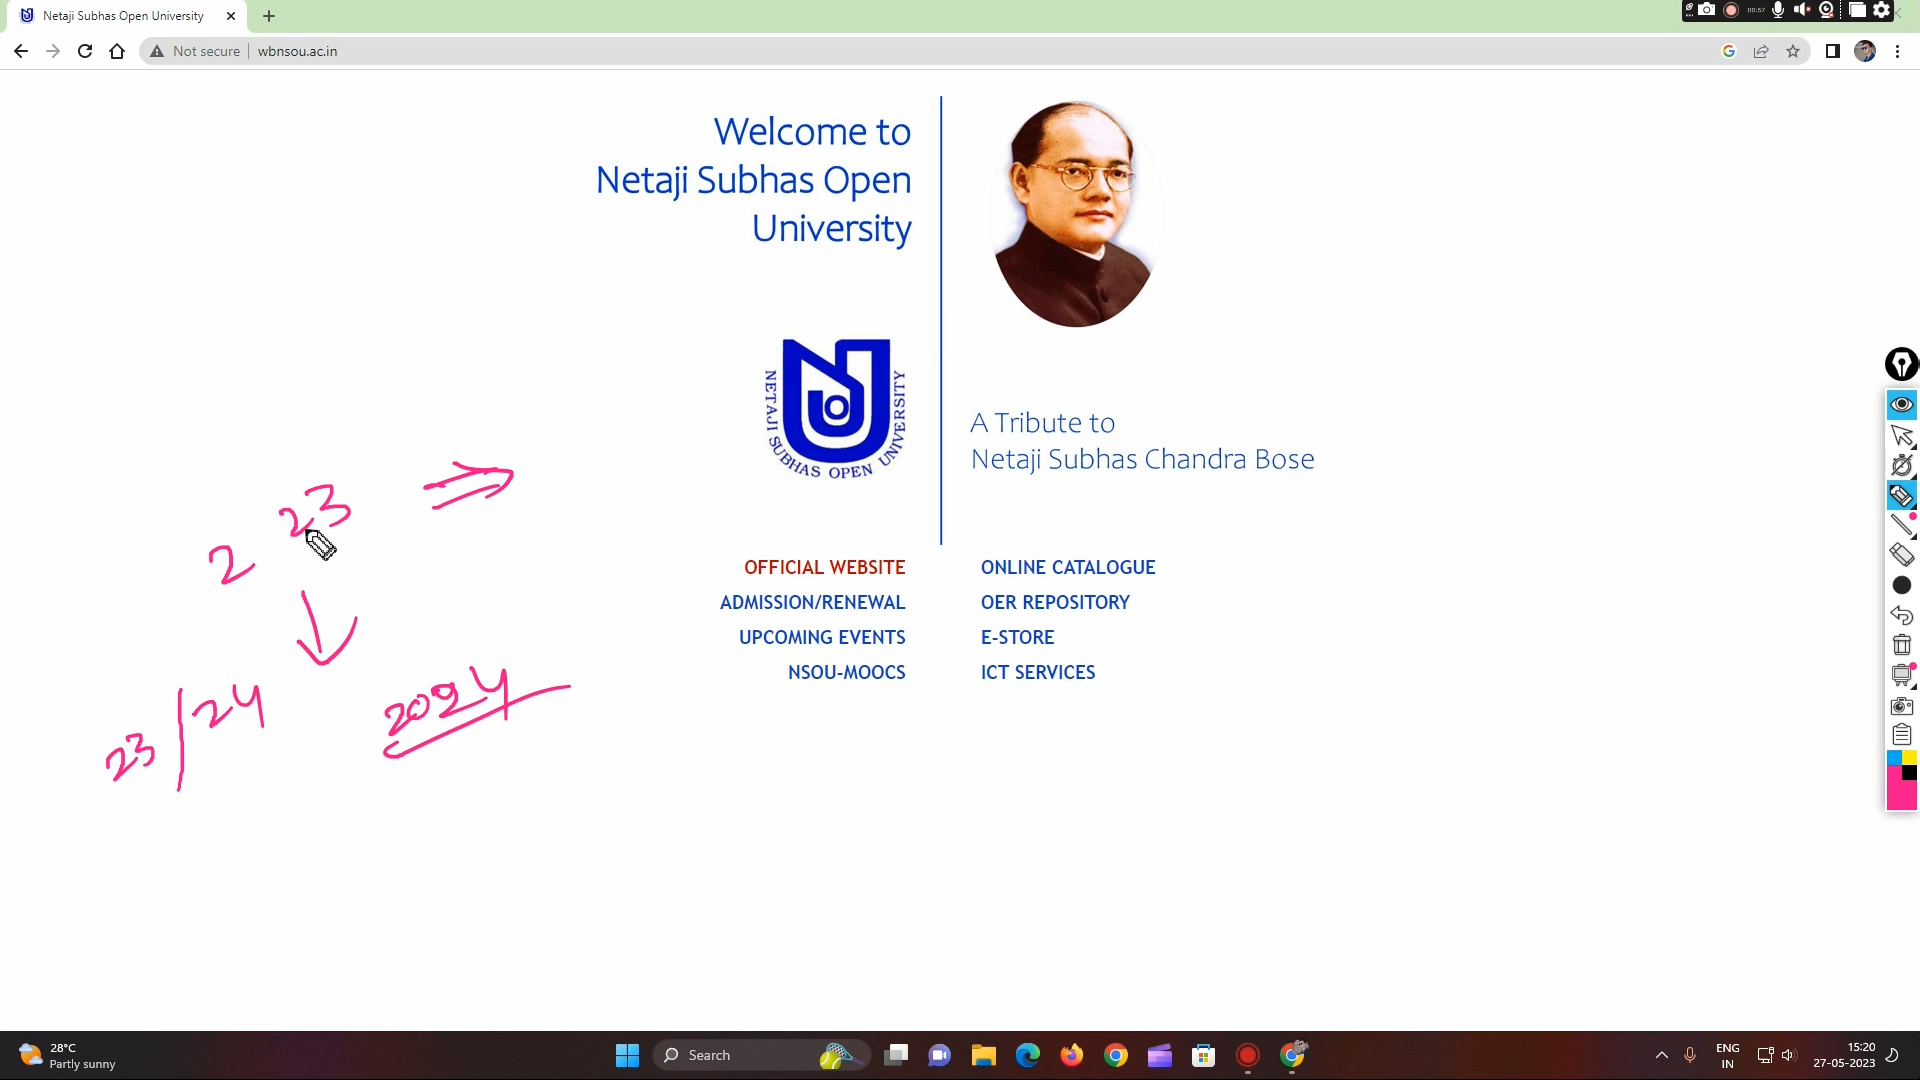 Netaji Subhas Open University
00:57
Not secure
wbnsou.ac.in
Welcome to
Netaji Subhas Open
University
NETAJI SUBHAS OPEN UNIVERSITY
A Tribute to
Netaji Subhas Chandra Bose
OFFICIAL WEBSITE
ADMISSION/RENEWAL
UPCOMING EVENTS
NSOU-MOOCS
ONLINE CATALOGUE
OER REPOSITORY
E-STORE
ICT SERVICES
2 23
23 | 24
2024
28°C
Partly sunny
Search
ENG
IN
15:20
27-05-2023